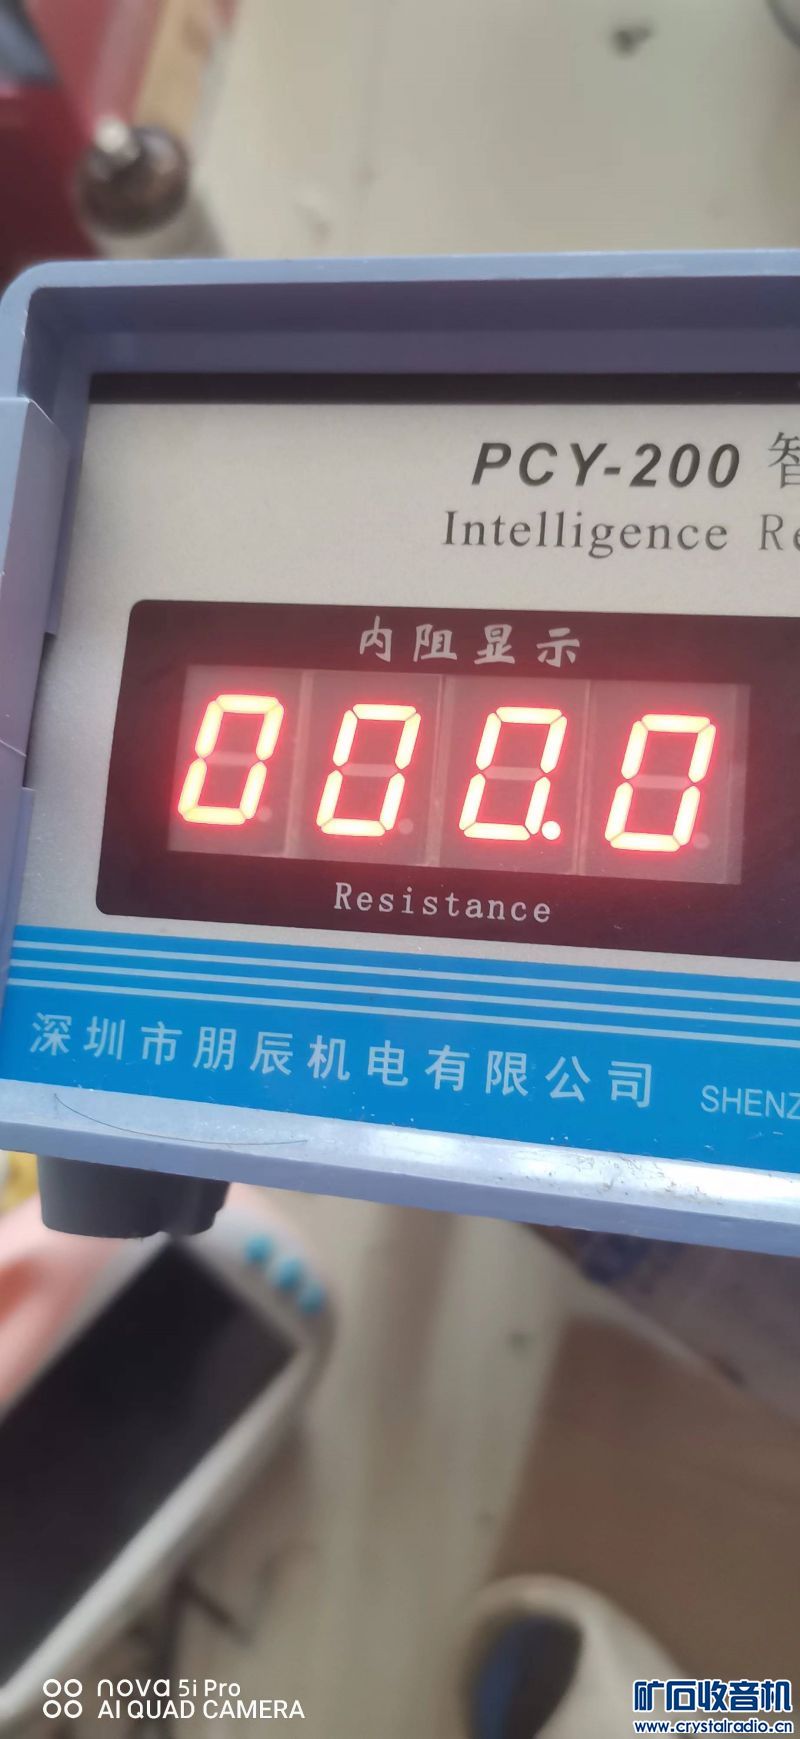 PCY-200 智
Intelligence Re
内阻显示
000.0
Resistance
深圳市朋辰机电有限公司 SHENZ
nova 5i Pro
AI QUAD CAMERA
矿石收音机
www.crystalradio.cn